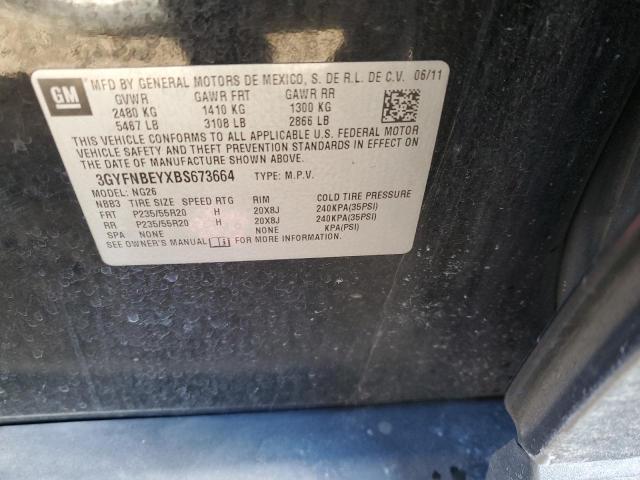 GM
MFD BY GENERAL MOTORS DE MEXICO, S. DE R.L. DE C.V. 06/11
GVWR GAWR FRT GAWR RR
2480 KG 1410 KG 1300 KG
5467 LB 3108 LB 2866 LB
THIS VEHICLE CONFORMS TO ALL APPLICABLE U.S. FEDERAL MOTOR
VEHICLE SAFETY AND THEFT PREVENTION STANDARDS IN EFFECT ON
THE DATE OF MANUFACTURE SHOWN ABOVE.
3GYFNBEYXBS673664 TYPE: M.P.V.
MODEL: NG26
NBB3 TIRE SIZE SPEED RTG RIM COLD TIRE PRESSURE
FRT P235/55R20 H 20X8J 240KPA(35PSI)
RR P235/55R20 H 20X8J 240KPA(35PSI)
SPA NONE NONE KPA(PSI)
SEE OWNER'S MANUAL FOR MORE INFORMATION.